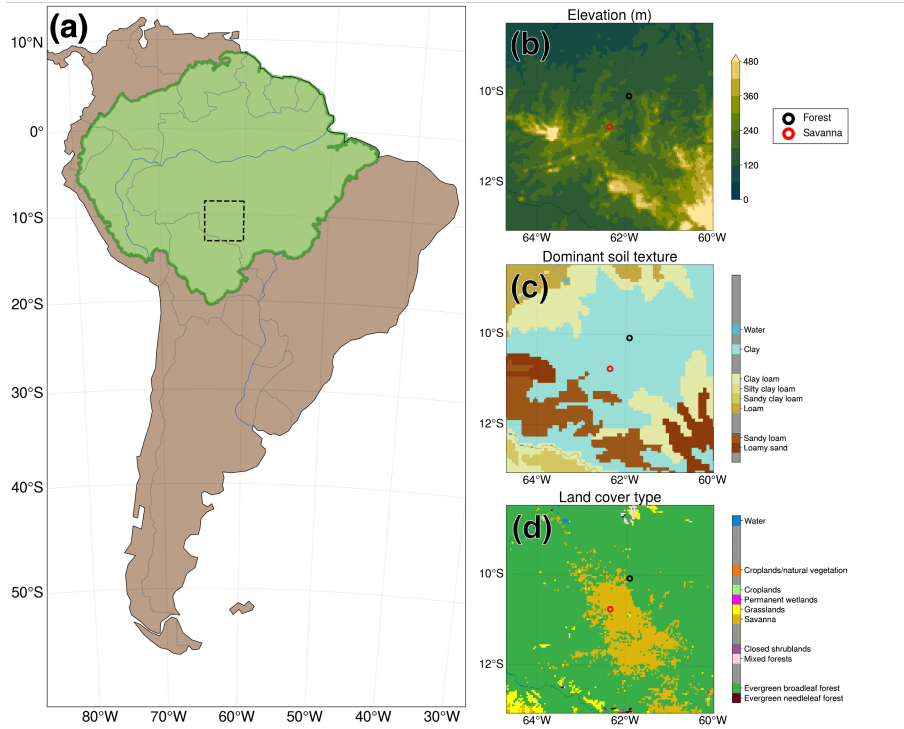 (a)
10°N
0°
10°S
20°S
30°S
40°S
50°S
80°W 70°W 60°W 50°W 40°W 30°W
Elevation (m)
(b)
10°S
12°S
64°W 62°W 60°W
480
360
240
120
0
Forest
Savanna
Dominant soil texture
(c)
10°S
12°S
64°W 62°W 60°W
Water
Clay
Clay loam
Silty clay loam
Sandy clay loam
Loam
Sandy loam
Loamy sand
Land cover type
(d)
10°S
12°S
64°W 62°W 60°W
Water
Croplands/natural vegetation
Croplands
Permanent wetlands
Grasslands
Savanna
Closed shrublands
Mixed forests
Evergreen broadleaf forest
Evergreen needleleaf forest